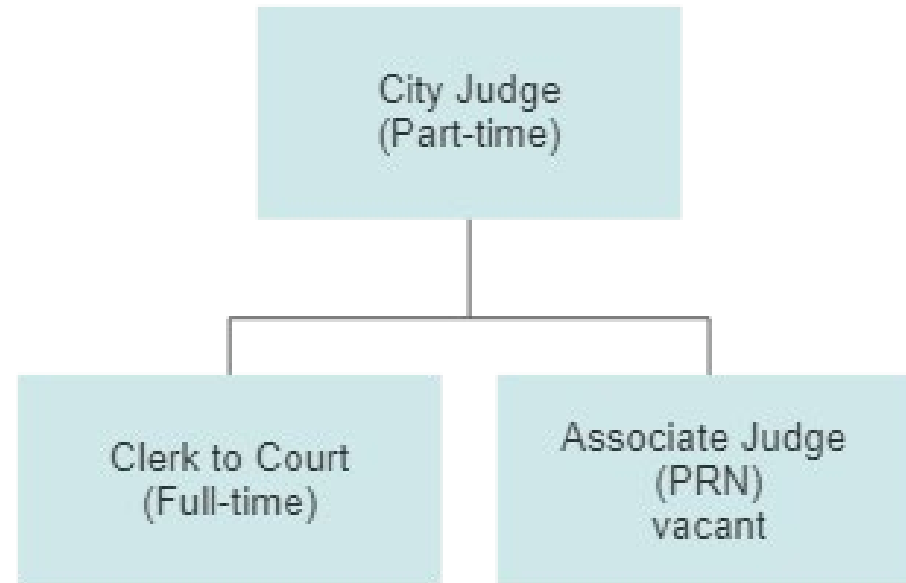 City Judge
(Part-time)
Clerk to Court
(Full-time)
Associate Judge
(PRN)
vacant